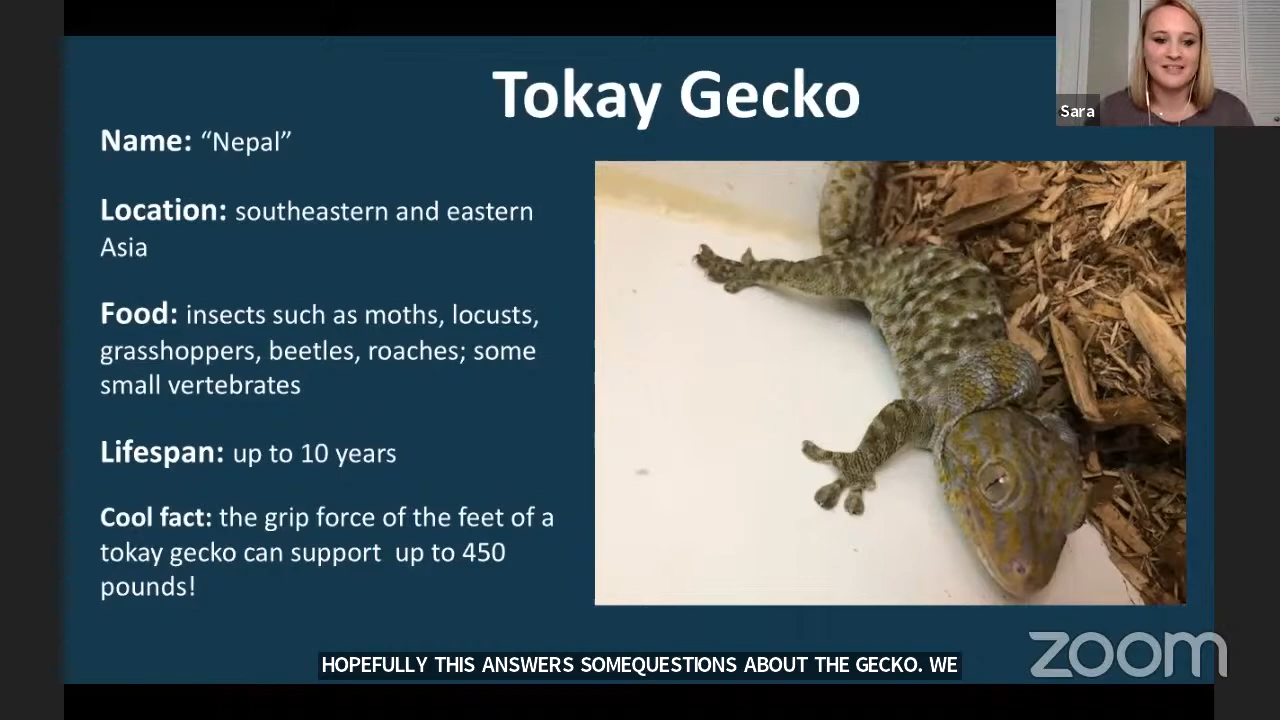 Tokay Gecko
Sara
Name: “Nepal”
Location: southeastern and eastern
Asia
Food: insects such as moths, locusts,
grasshoppers, beetles, roaches; some
small vertebrates
Lifespan: up to 10 years
Cool fact: the grip force of the feet of a
tokay gecko can support  up to 450
pounds!
HOPEFULLY THIS ANSWERS SOMEQUESTIONS ABOUT THE GECKO. WE
zoom